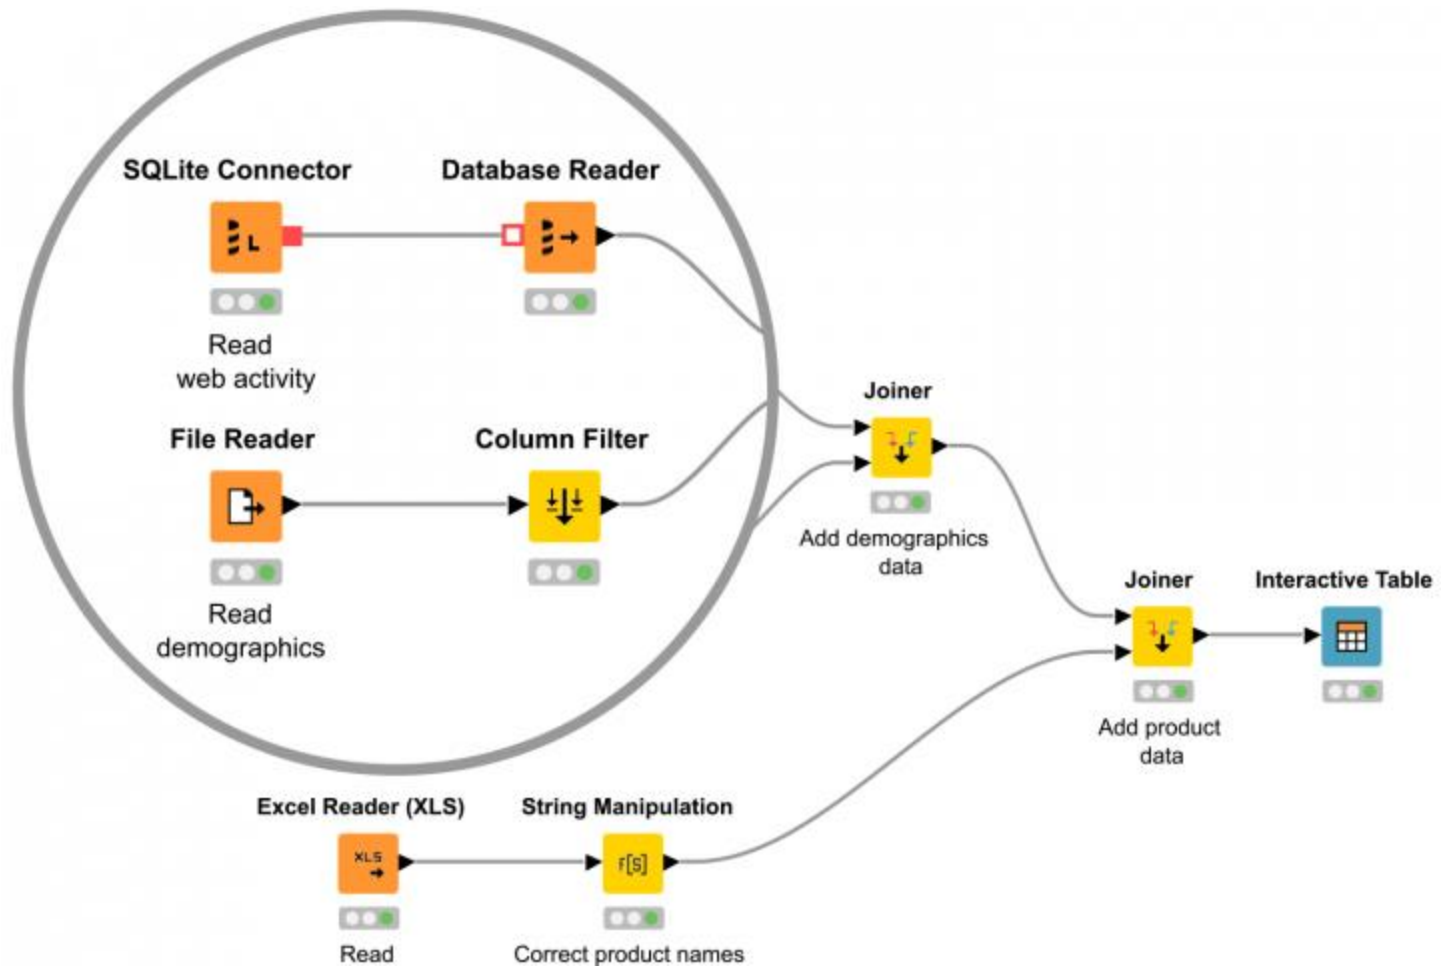 SQLite Connector
Database Reader
L
Read
web activity
File Reader
Column Filter
Read
demographics
Joiner
Add demographics
data
Joiner
Interactive Table
Add product
data
Excel Reader (XLS)
String Manipulation
XLS
F[S]
Read
Correct product names